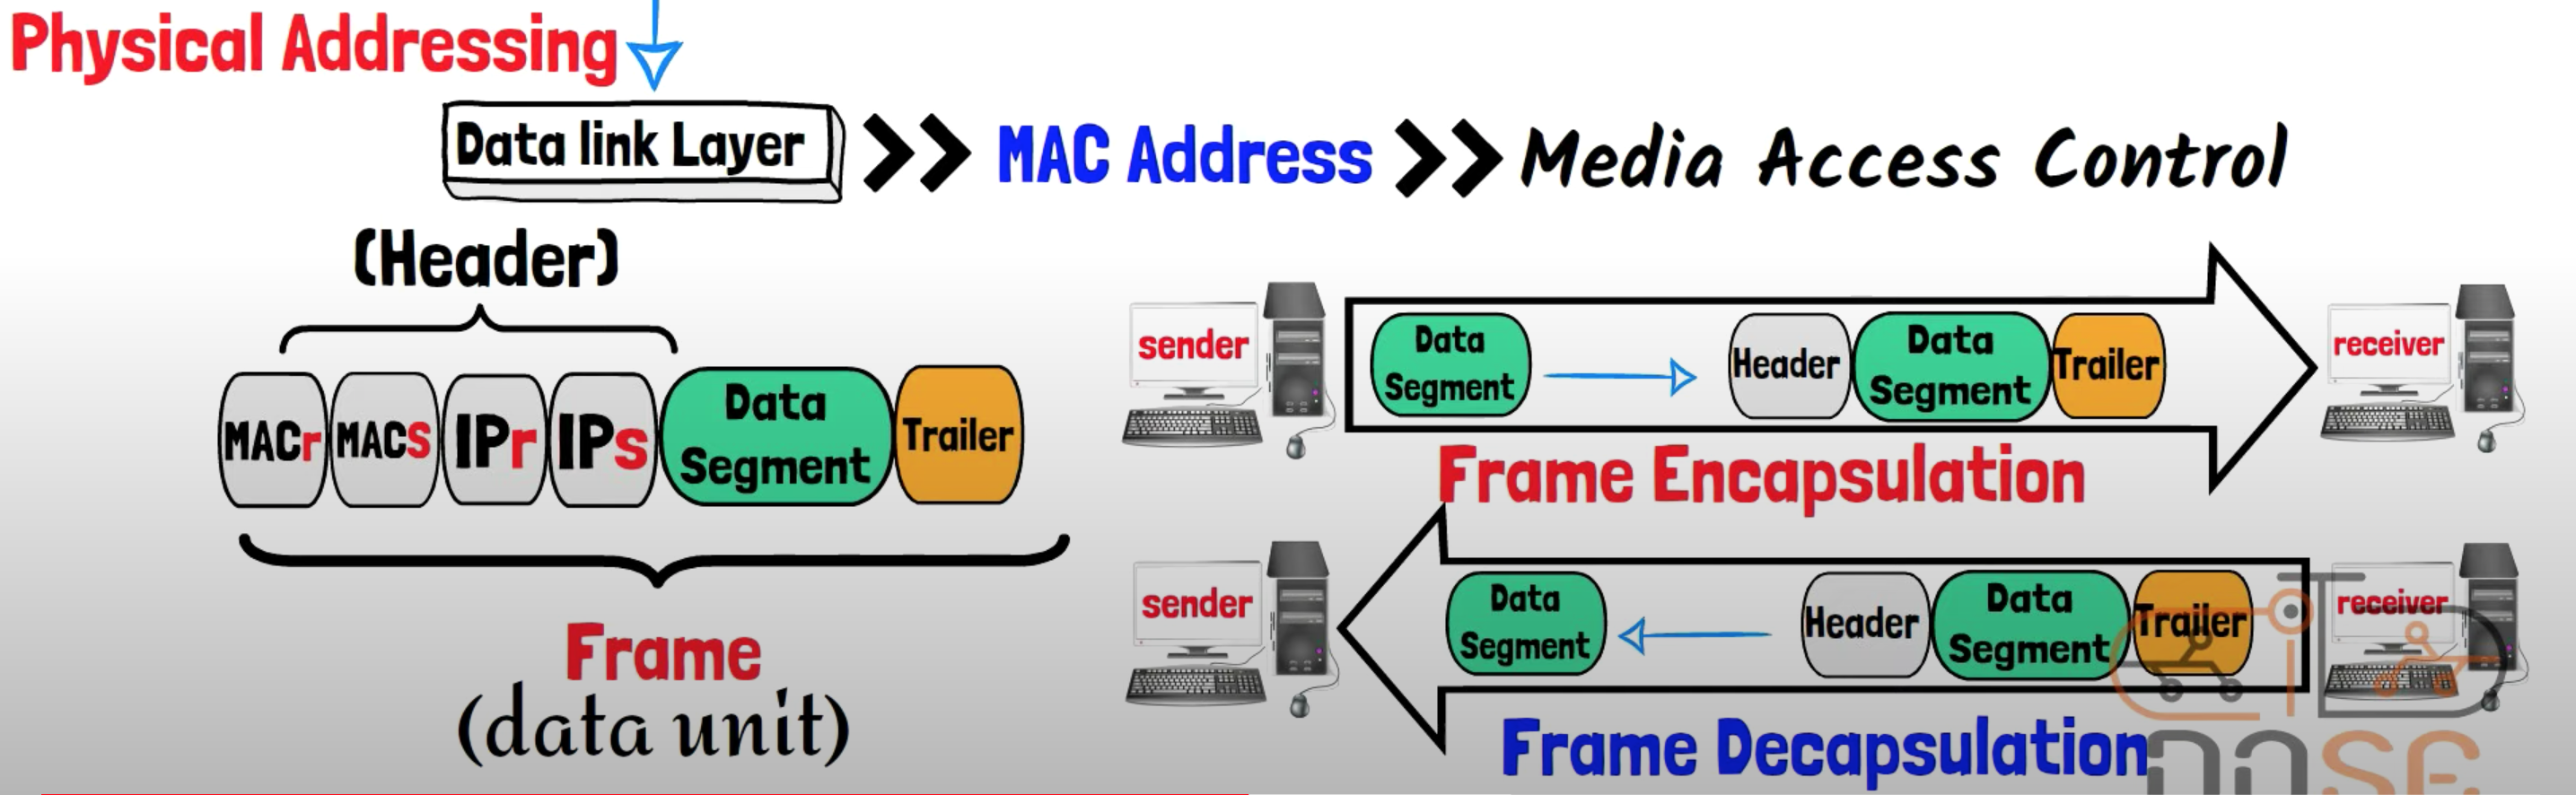 Physical Addressing
Data link Layer
MAC Address
Media Access Control
(Header)
MACr
MACs
IPr
IPs
Data
Segment
Trailer
Frame
(data unit)
sender
Data
Segment
Header
Data
Segment
Trailer
receiver
Frame Encapsulation
sender
Data
Segment
Header
Data
Segment
Trailer
receiver
Frame Decapsulation